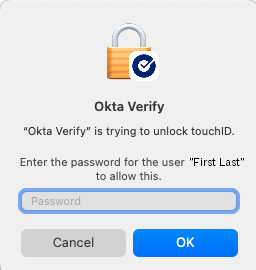 Okta Verify
“Okta Verify” is trying to unlock touchID.
Enter the password for the user "First Last"
to allow this.
Password
Cancel
OK